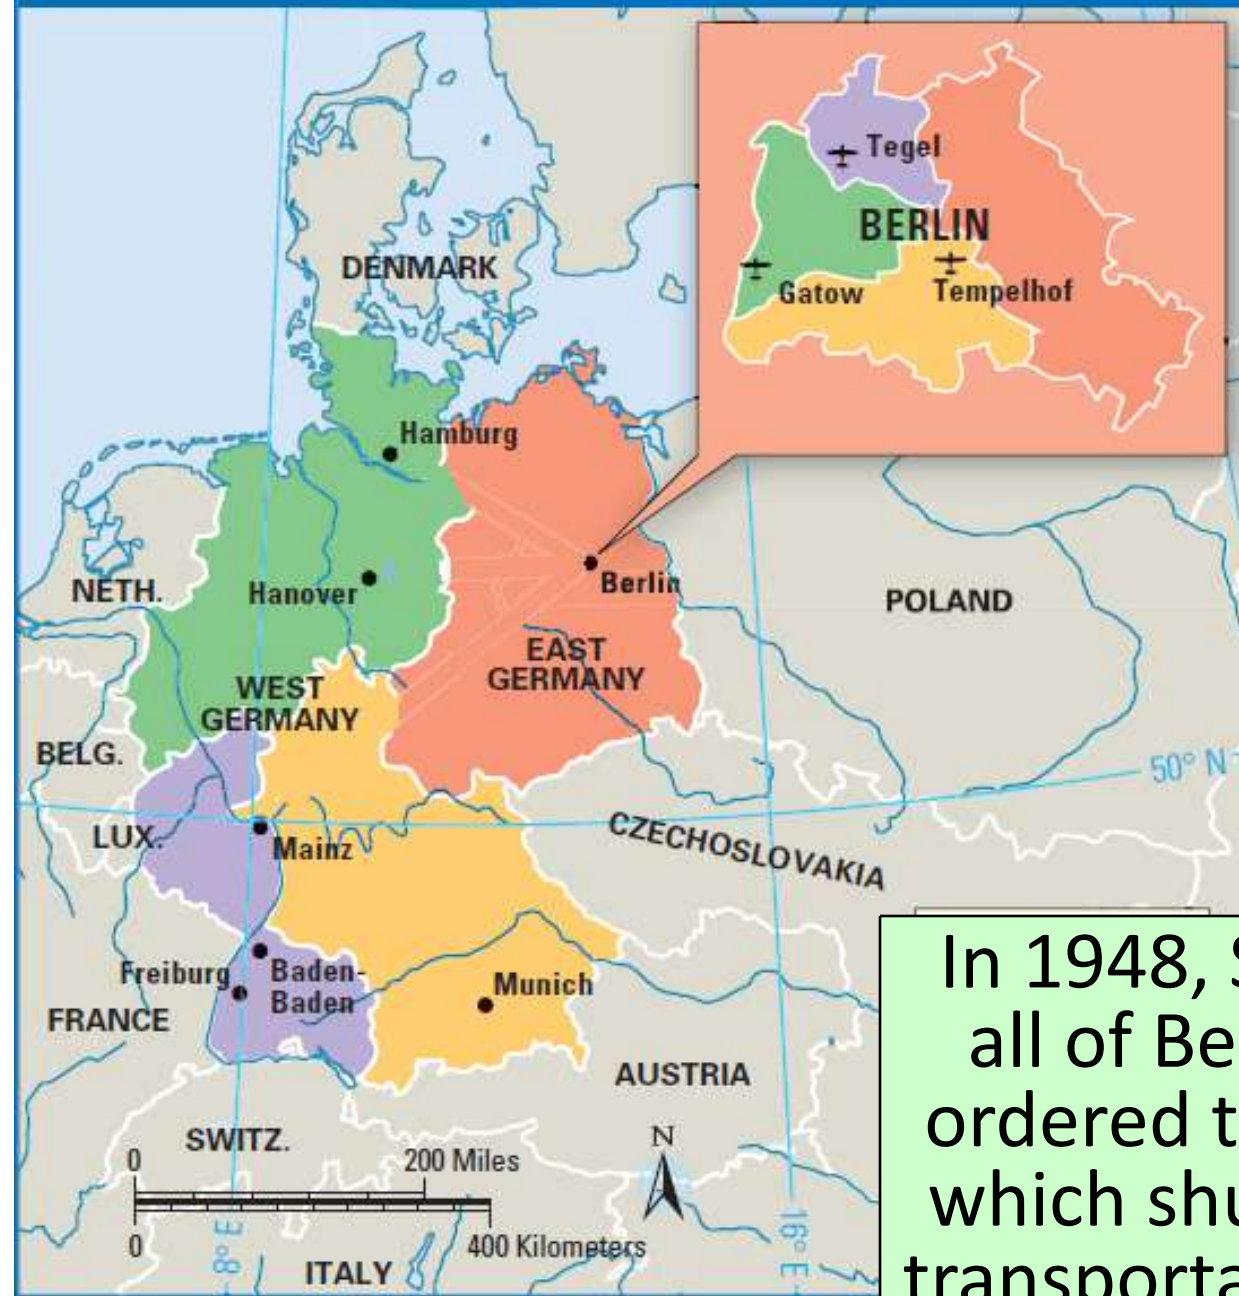 Tegel
BERLIN
Gatow
Tempelhof
DENMARK
Hamburg
NETH.
Hanover
Berlin
POLAND
EAST
GERMANY
WEST
GERMANY
BELG.
50° N
LUX.
Mainz
CZECHOSLOVAKIA
Freiburg
Baden-
Baden
Munich
FRANCE
AUSTRIA
SWITZ.
N
0
200 Miles
0
400 Kilometers
8° E
16° E
ITALY
In 1948, S
all of Be
ordered t
which shu
transporta